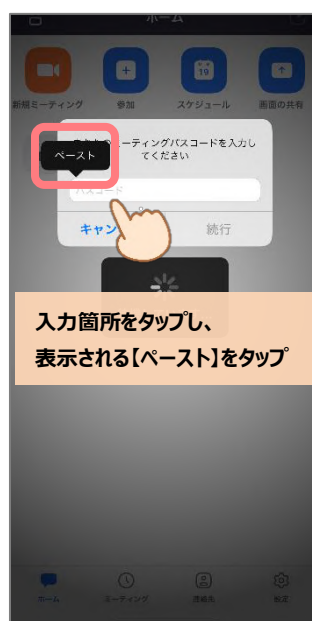 ホーム
新規ミーティング
参加
19
スケジュール
画面の共有
ーティングパスコードを入力し
てください
ペースト
パスコード
キャン
続行
入力箇所をタップし、
表示される【ペースト】をタップ
ホーム
ミーティング
連絡先
設定